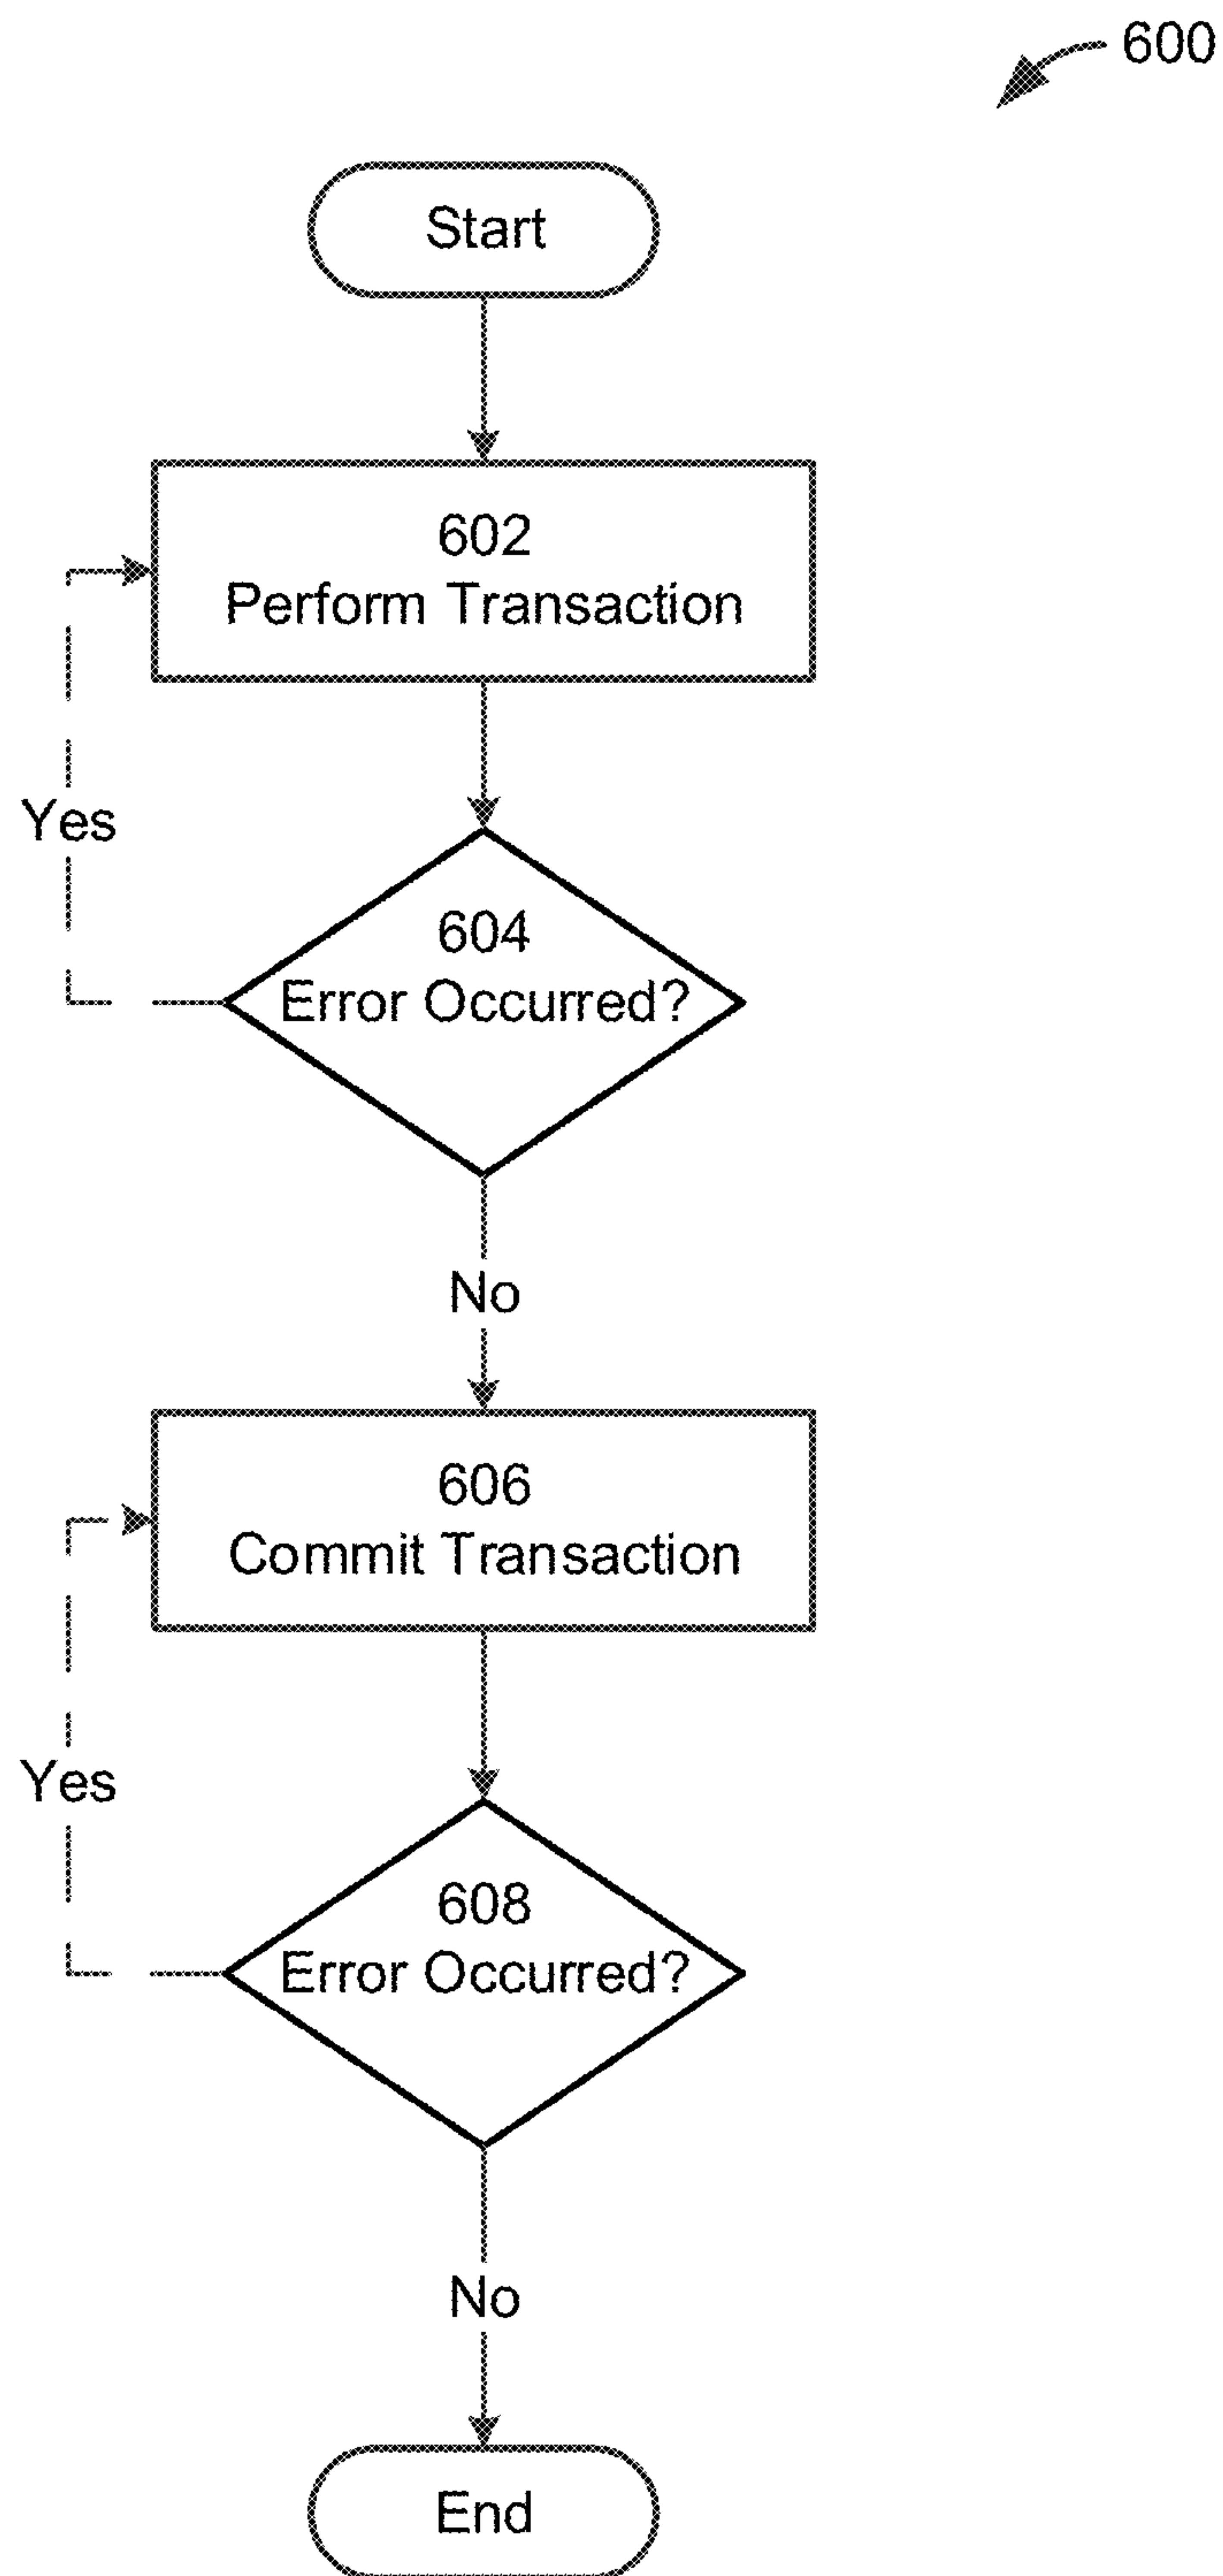 600
Start
602
Perform Transaction
Yes
604
Error Occurred?
No
606
Commit Transaction
Yes
608
Error Occurred?
No
End